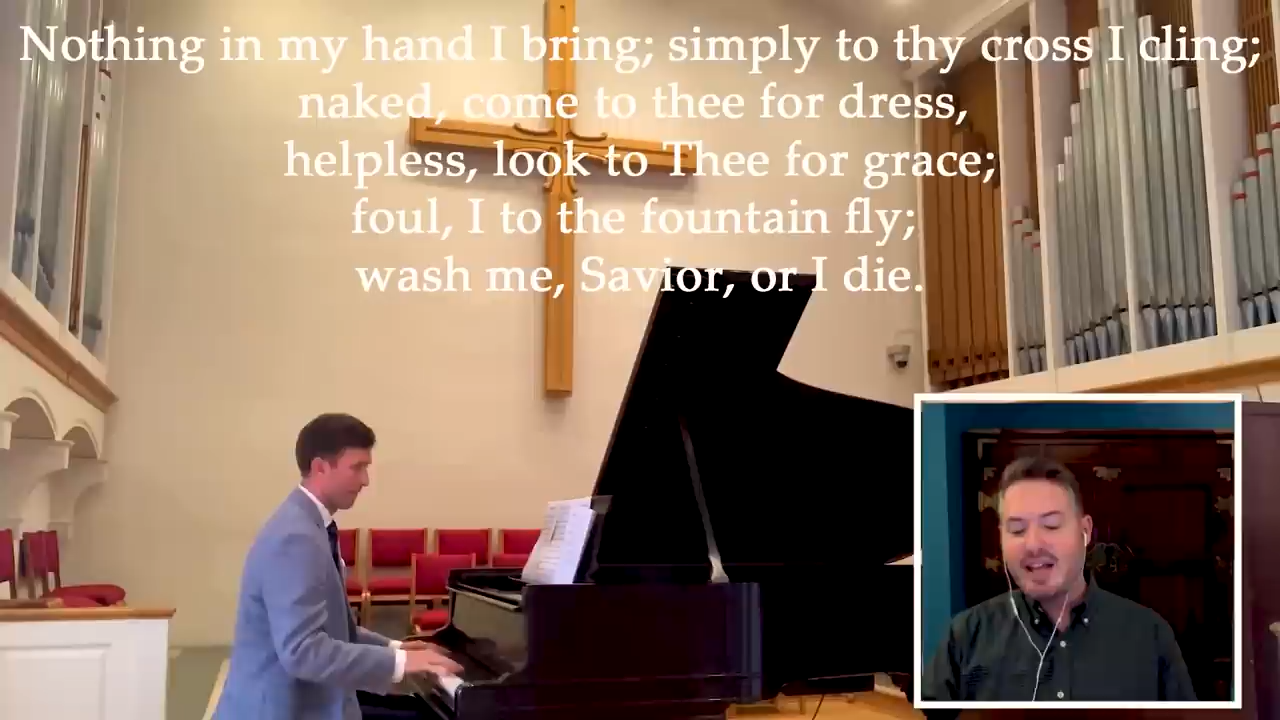 Nothing in my hand I bring; simply to thy cross I cling;
naked, come to thee for dress,
helpless, look to Thee for grace;
foul, I to the fountain fly;
wash me, Savior, or I die.